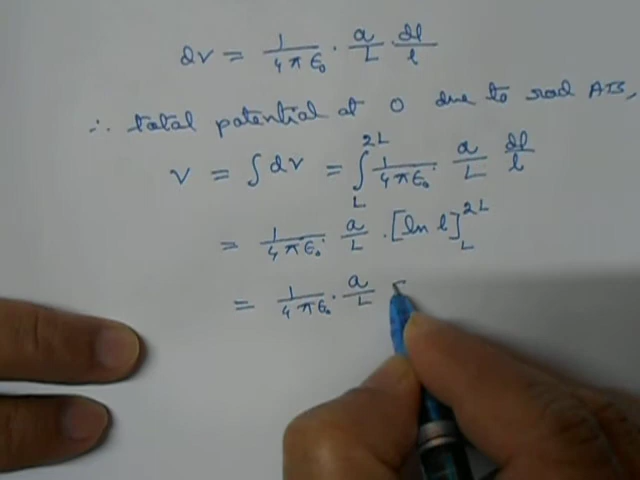 dv = 1/4πε₀ · a/L · dl/l
∴ total potential at O due to road AB,
V = ∫ dv = ∫_L^{2L} 1/4πε₀ · a/L dl/l
= 1/4πε₀ · a/L · [ln l]_L^{2L}
= 1/4πε₀ · a/L [